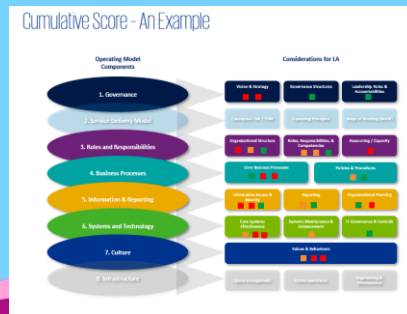 Cumulative Score – An Example
Operating Model
Components
Considerations for LA
1. Governance
Vision & Strategy
Governance Structures
Leadership Roles &
Accountabilities
2. Service Delivery Model
Operating Principles
3. Roles and Responsibilities
Organisational Structure
Roles, Responsibilities, &
Competencies
Resourcing / Capacity
4. Business Processes
Core Business Processes
Policies & Procedures
5. Information & Reporting
Information Access &
Security
Reporting
Organisational Planning
6. Systems and Technology
Core Systems
Effectiveness
Systems Maintenance &
Enhancement
IT Governance & Controls
7. Culture
Values & Behaviours
8. Infrastructure